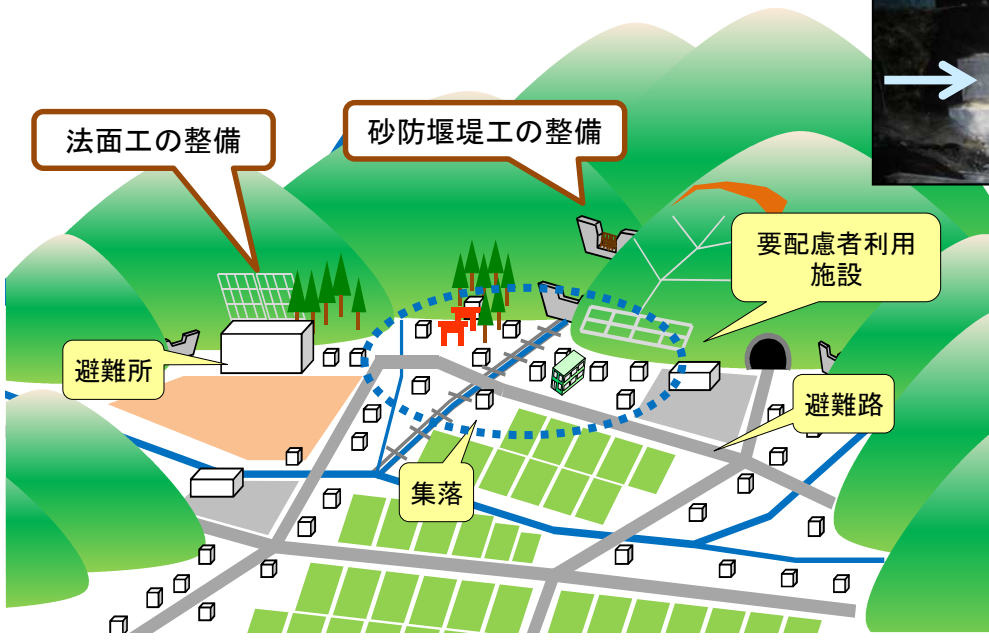 法面工の整備
砂防堰堤工の整備
要配慮者利用
施設
避難所
避難路
集落